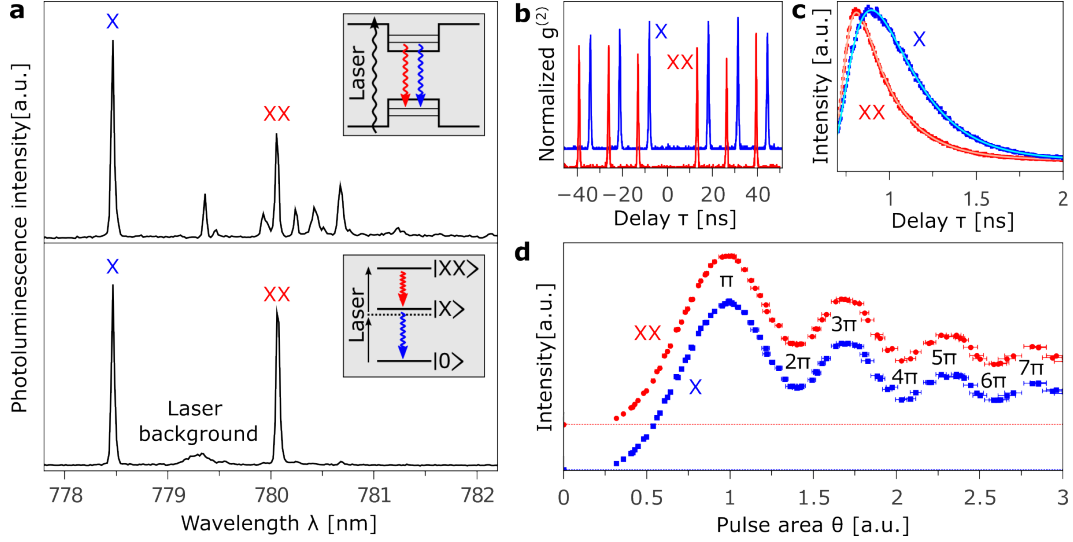 a
Photoluminescence intensity[a.u.]
X
XX
Laser
X
XX
Laser
background
Laser
|XX>
|X>
|0>
778
779
780
781
782
Wavelength λ [nm]
b
Normalized g(2)
X
XX
−40
−20
0
20
40
Delay τ [ns]
c
Intensity [a.u.]
X
XX
1
1.5
2
Delay τ [ns]
d
Intensity[a.u.]
XX
X
π
2π
3π
4π
5π
6π
7π
0
0.5
1
1.5
2
2.5
3
Pulse area θ [a.u.]